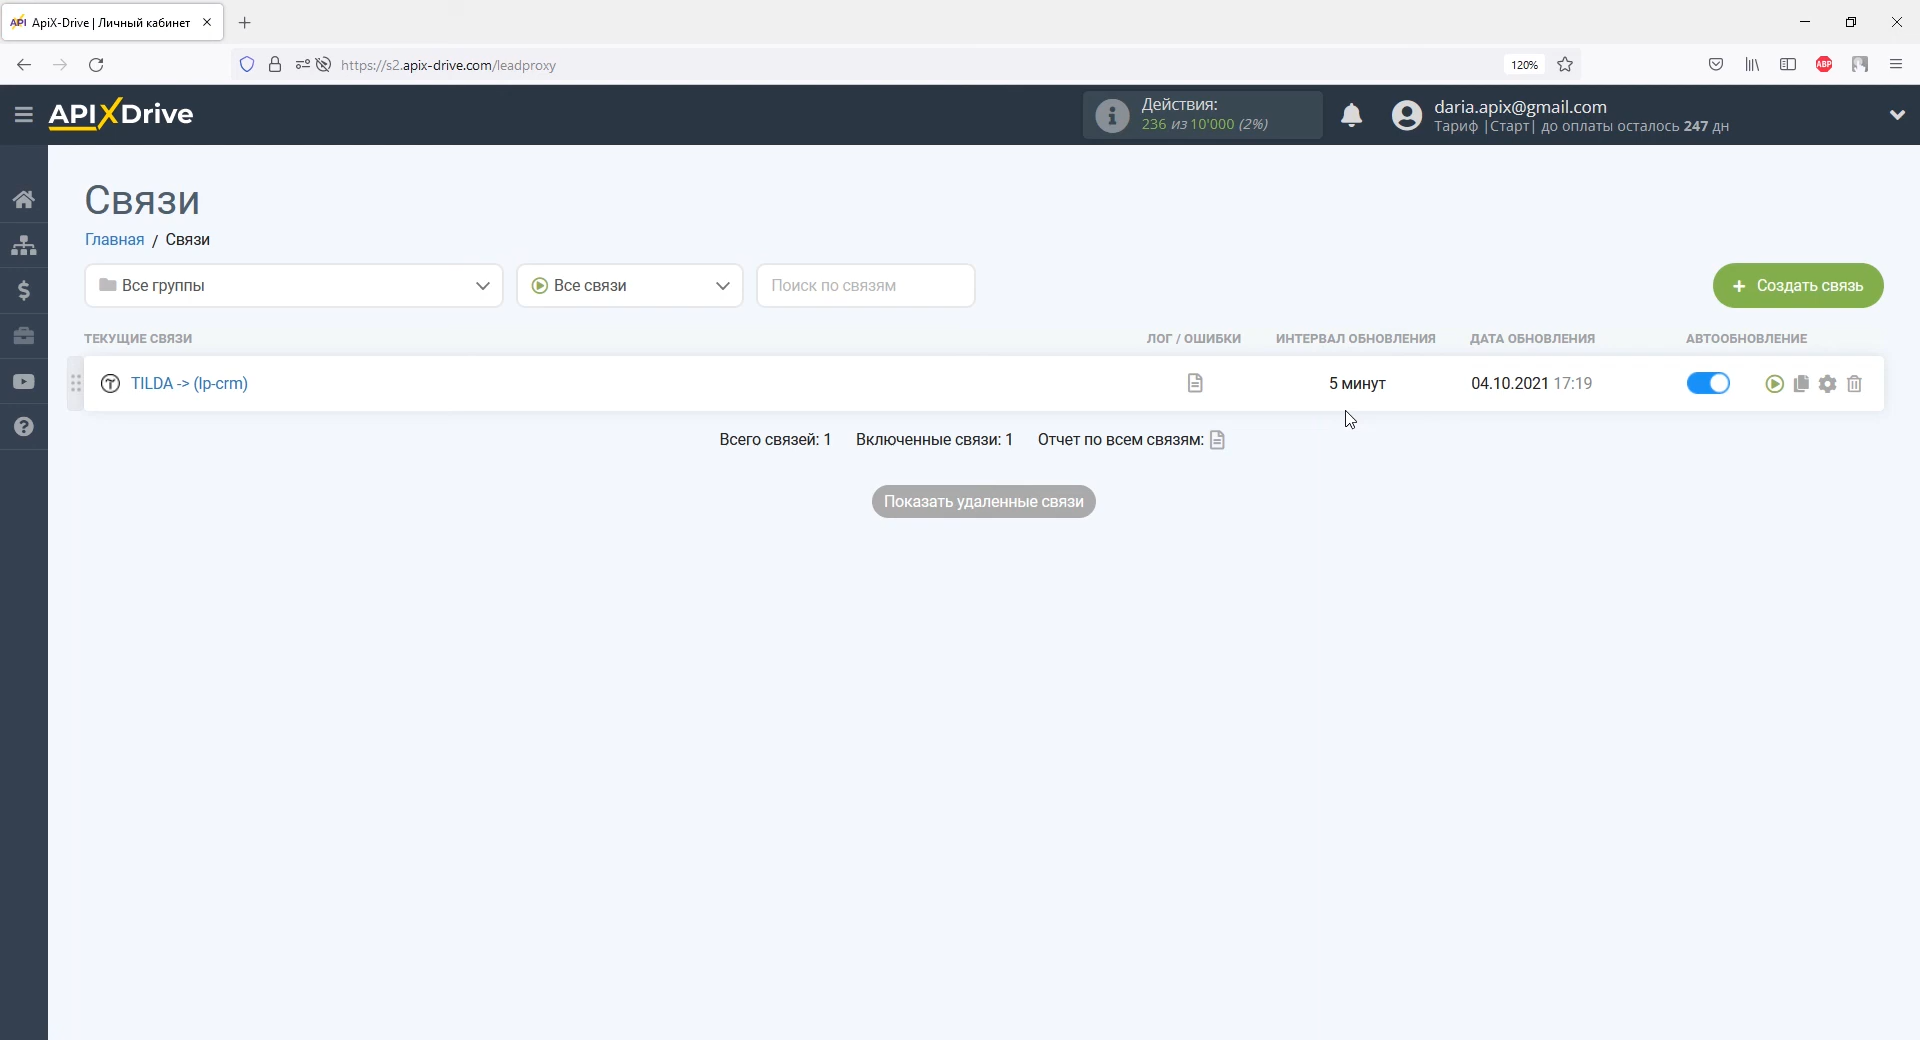 API ApiX-Drive | Личный кабинет
https://s2.apix-drive.com/leadproxy
120%
ABP
APIXDrive
Действия:
236 из 10'000 (2%)
daria.apix@gmail.com
Тариф |Старт| до оплаты осталось 247 дн
Связи
Главная / Связи
Все группы
Все связи
Поиск по связям
+ Создать связь
ТЕКУЩИЕ СВЯЗИ
ЛОГ / ОШИБКИ
ИНТЕРВАЛ ОБНОВЛЕНИЯ
ДАТА ОБНОВЛЕНИЯ
АВТООБНОВЛЕНИЕ
TILDA -> (lp-crm)
5 минут
04.10.2021 17:19
Всего связей: 1 Включенные связи: 1 Отчет по всем связям:
Показать удаленные связи